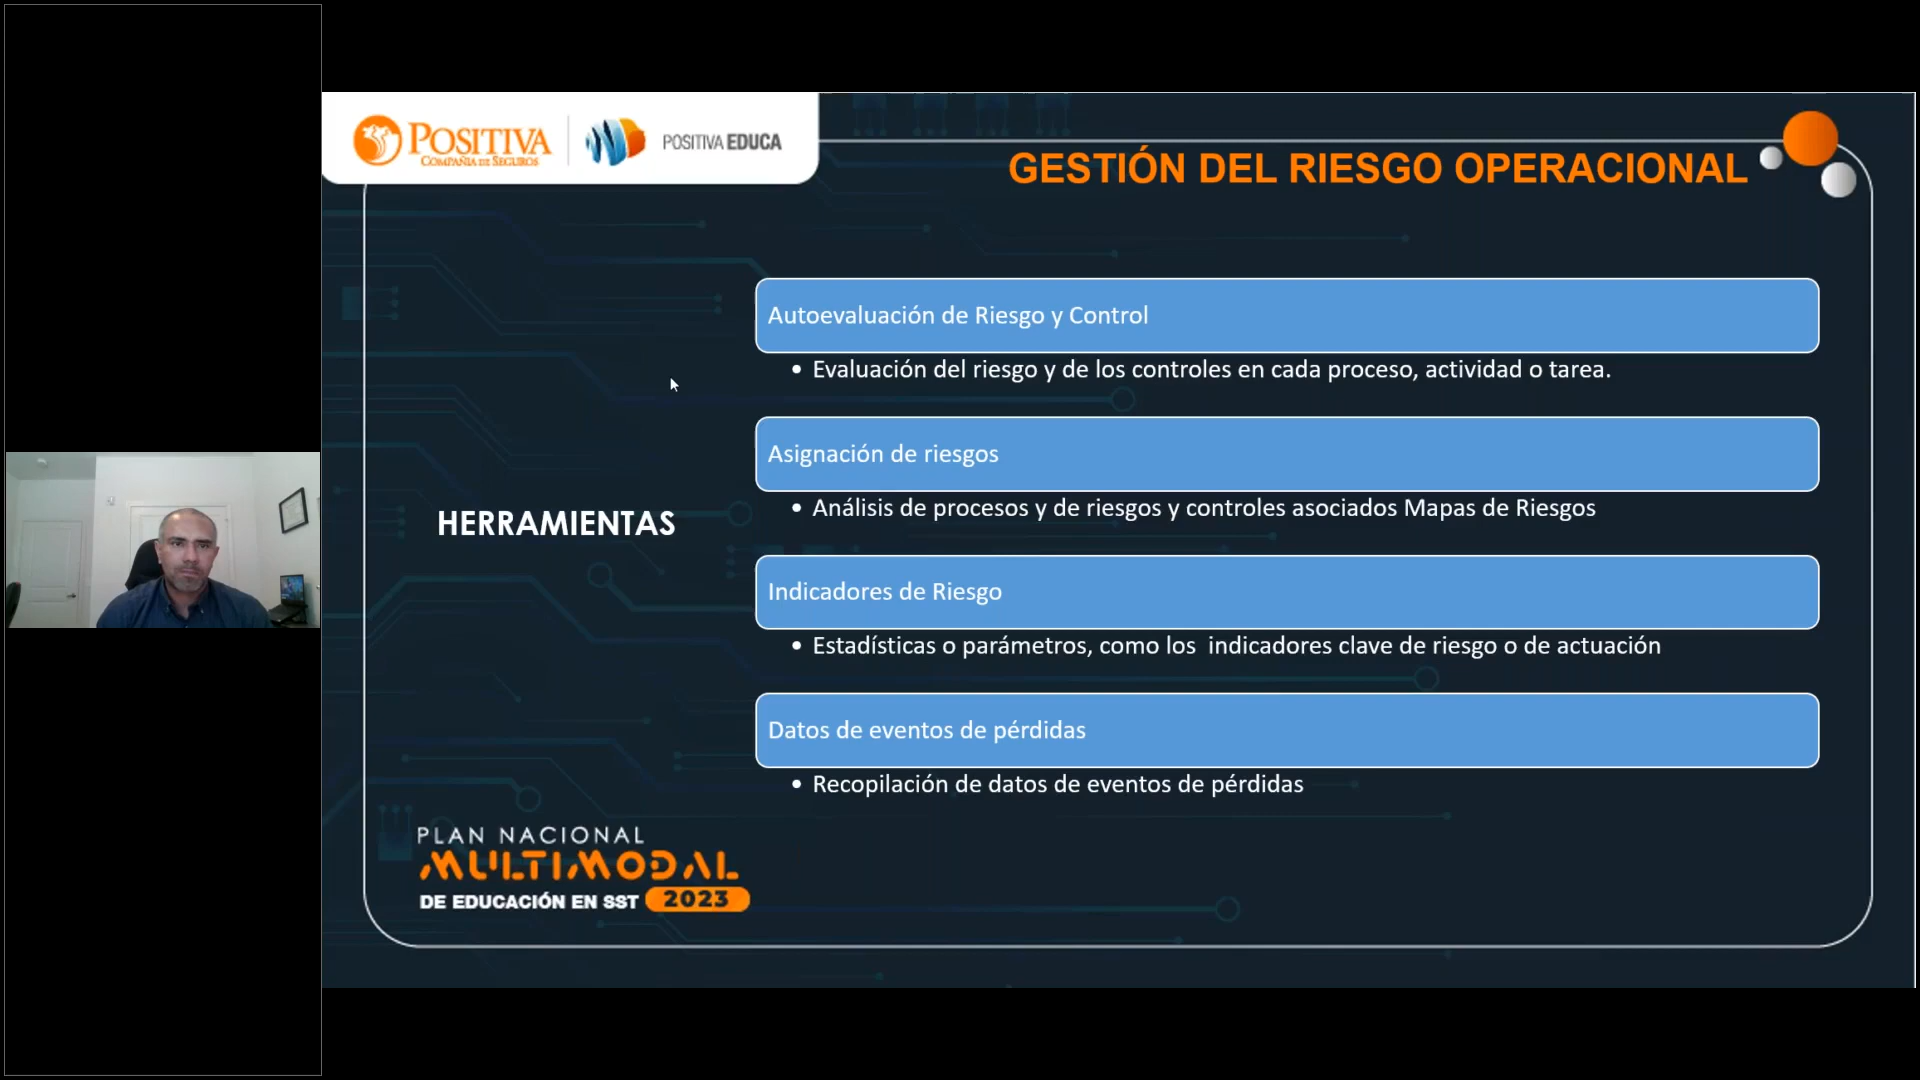 POSITIVA
COMPAÑIA DE SEGUROS
POSITIVA EDUCA
GESTIÓN DEL RIESGO OPERACIONAL
HERRAMIENTAS
Autoevaluación de Riesgo y Control
• Evaluación del riesgo y de los controles en cada proceso, actividad o tarea.
Asignación de riesgos
• Análisis de procesos y de riesgos y controles asociados Mapas de Riesgos
Indicadores de Riesgo
• Estadísticas o parámetros, como los  indicadores clave de riesgo o de actuación
Datos de eventos de pérdidas
• Recopilación de datos de eventos de pérdidas
PLAN NACIONAL
MULTIMODAL
DE EDUCACIÓN EN SST 2023